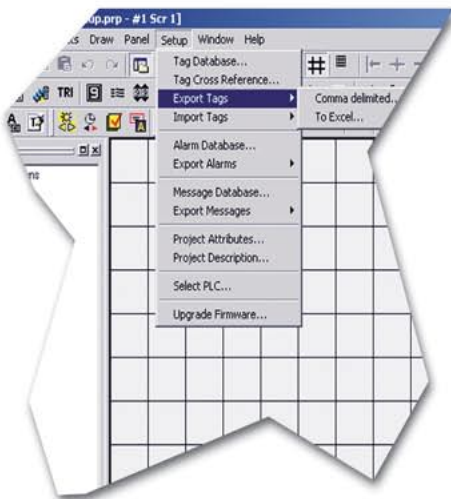 up.prp - #1 Scr 1]
Draw Panel Setup Window Help
Tag Database...
Tag Cross Reference...
TRI
Export Tags
Comma delimited...
Import Tags
To Excel...
Alarm Database...
Export Alarms
Message Database...
Export Messages
Project Attributes...
Project Description...
Select PLC...
Upgrade Firmware...